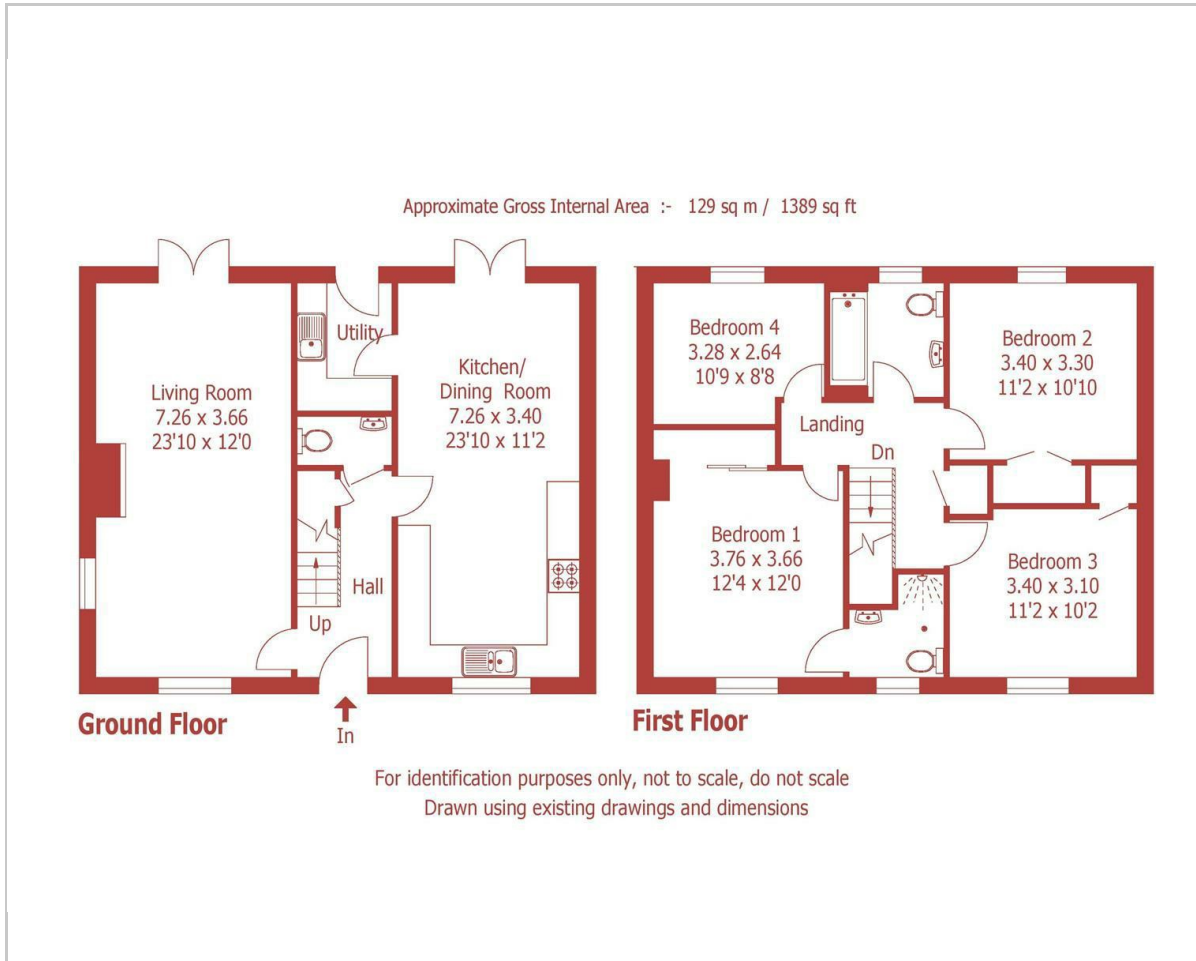 Approximate Gross Internal Area :- 129 sq m / 1389 sq ft
Utility
Living Room
7.26 x 3.66
23'10 x 12'0
Kitchen/
Dining Room
7.26 x 3.40
23'10 x 11'2
Hall
Up
Ground Floor
In
Bedroom 4
3.28 x 2.64
10'9 x 8'8
Bedroom 2
3.40 x 3.30
11'2 x 10'10
Landing
Dn
Bedroom 1
3.76 x 3.66
12'4 x 12'0
Bedroom 3
3.40 x 3.10
11'2 x 10'2
First Floor
For identification purposes only, not to scale, do not scale
Drawn using existing drawings and dimensions